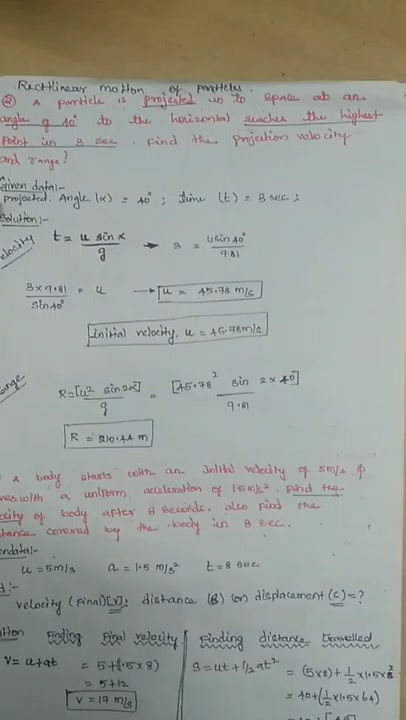 Rectilinear motion of particles.
② A particle is projected in to space at an
angle of 40° to the horizontal reaches the highest
point in 3 sec. find the projection velocity
and range?
Given data:-
projected. Angle (α) = 40° ; time (t) = 3 sec ;
Solution:-
velocity t = u sin α / g → 3 = u sin 40° / 9.81
3 x 9.81 / sin 40° = u → u = 45.78 m/s
initial velocity, u = 45.78 m/s
Range R = [u² sin 2α] / g = [45.78² sin 2 x 40] / 9.81
R = 210.44 m
A body starts with an initial velocity of 5m/s &
moves with a uniform acceleration of 1.5 m/s². find the
velocity of body after 8 seconds. also find the
distance covered by the body in 8 sec.
u = 5m/s a = 1.5 m/s² t = 8 sec
velocity (final) [v]; distance (s) (or) displacement (s) = ?
Finding Final velocity Finding distance travelled
v = u + at = 5 + (1.5 x 8) S = ut + 1/2 at² = (5 x 8) + 1/2 x 1.5 x 8²
= 5 + 12 = 40 + (1/2 x 1.5 x 64)
v = 17 m/s